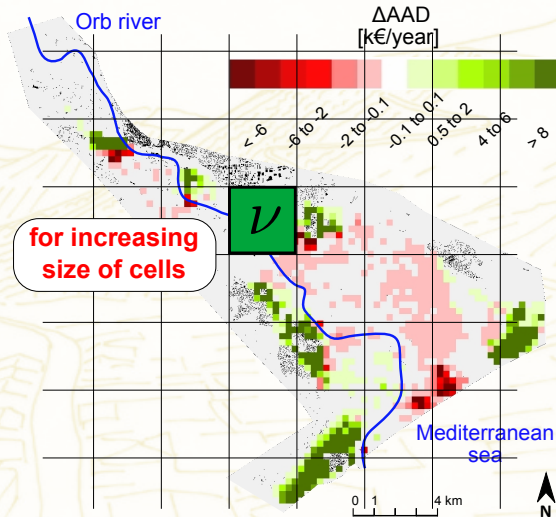 Orb river
ΔAAD
[k€/year]
< -6
-6 to -2
-2 to -0.1
-0.1 to 0.1
0.5 to 2
4 to 6
> 8
ν
for increasing
size of cells
Mediterranean
sea
0 1 4 km
N